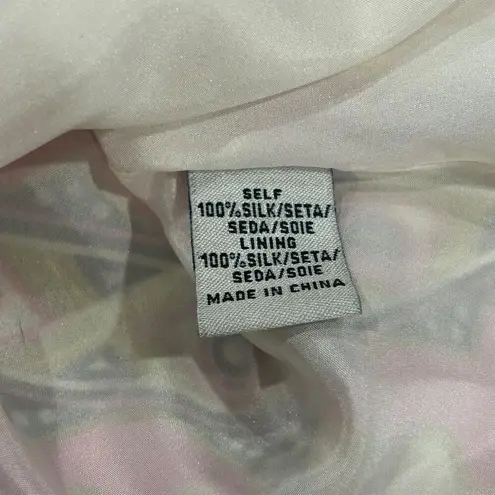 SELF
100%SILK/SETA/
SEDA/SOIE
LINING
100%SILK/SETA/
SEDA/SOIE
MADE IN CHINA